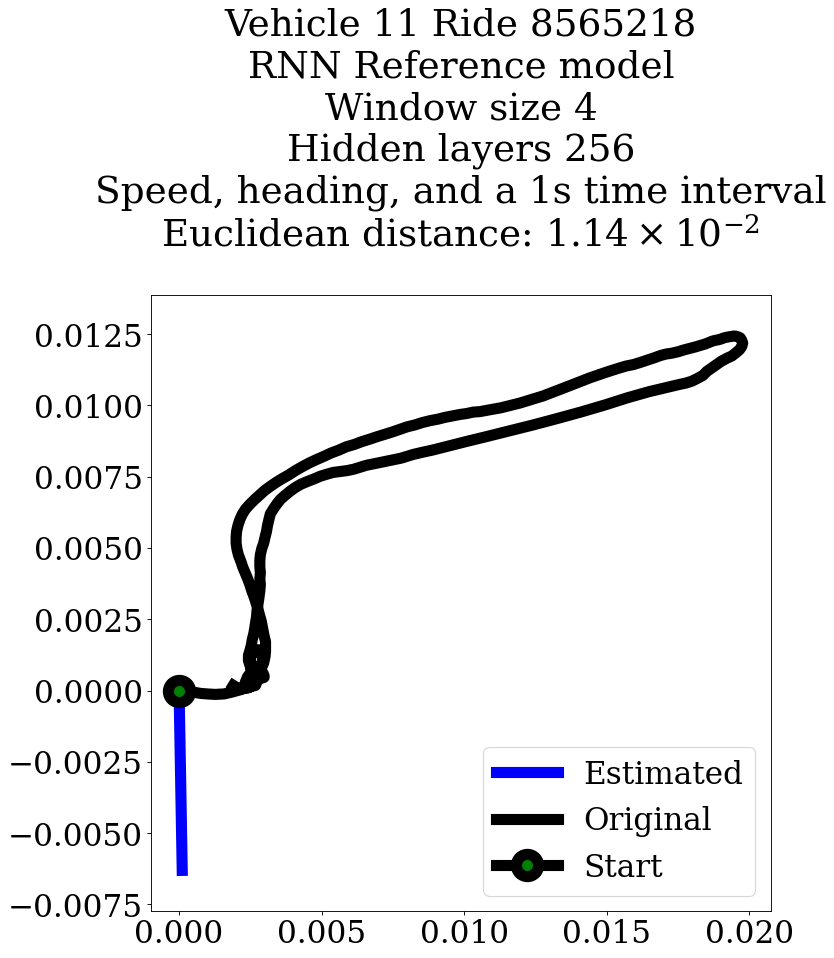 Vehicle 11 Ride 8565218
RNN Reference model
Window size 4
Hidden layers 256
Speed, heading, and a 1s time interval
Euclidean distance: 1.14 × 10⁻²
0.0125
0.0100
0.0075
0.0050
0.0025
0.0000
−0.0025
−0.0050
−0.0075
Estimated
Original
Start
0.000 0.005 0.010 0.015 0.020